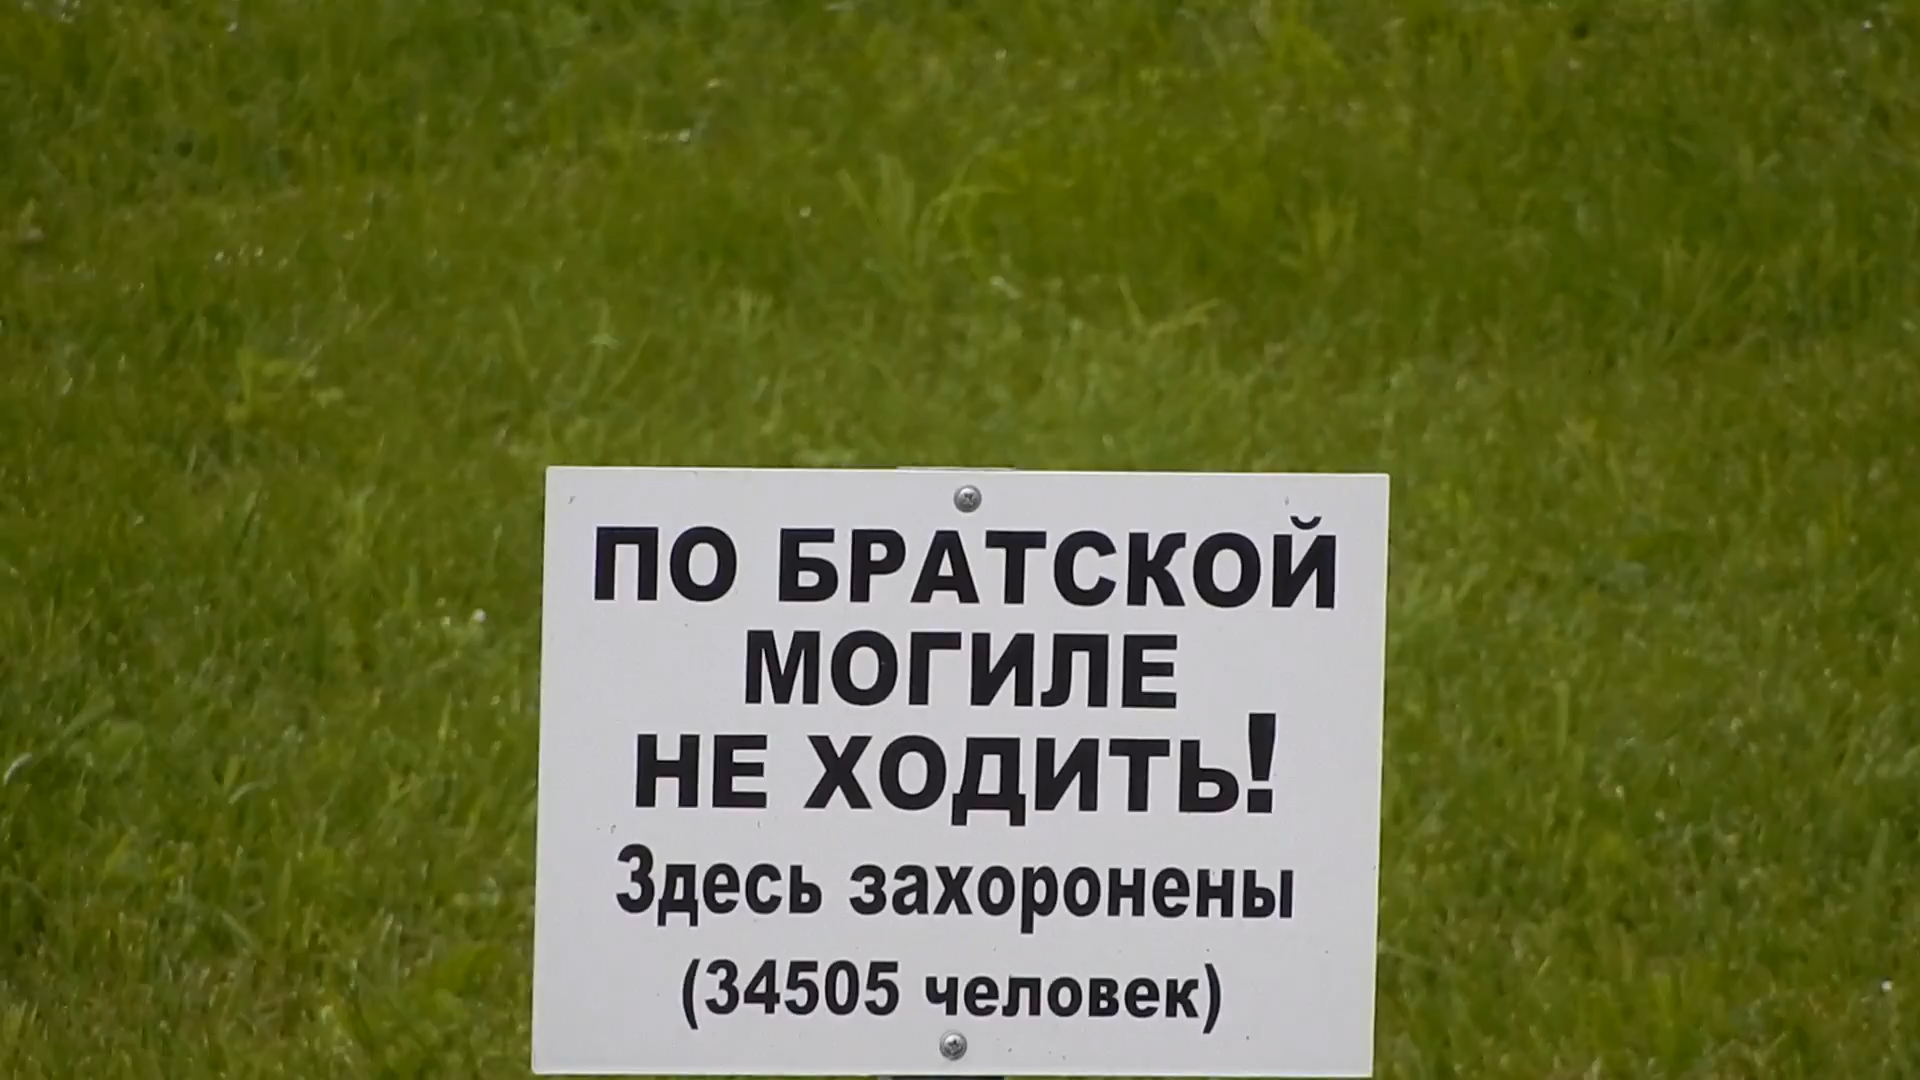 ПО БРАТСКОЙ
МОГИЛЕ
НЕ ХОДИТЬ!
Здесь захоронены
(34505 человек)